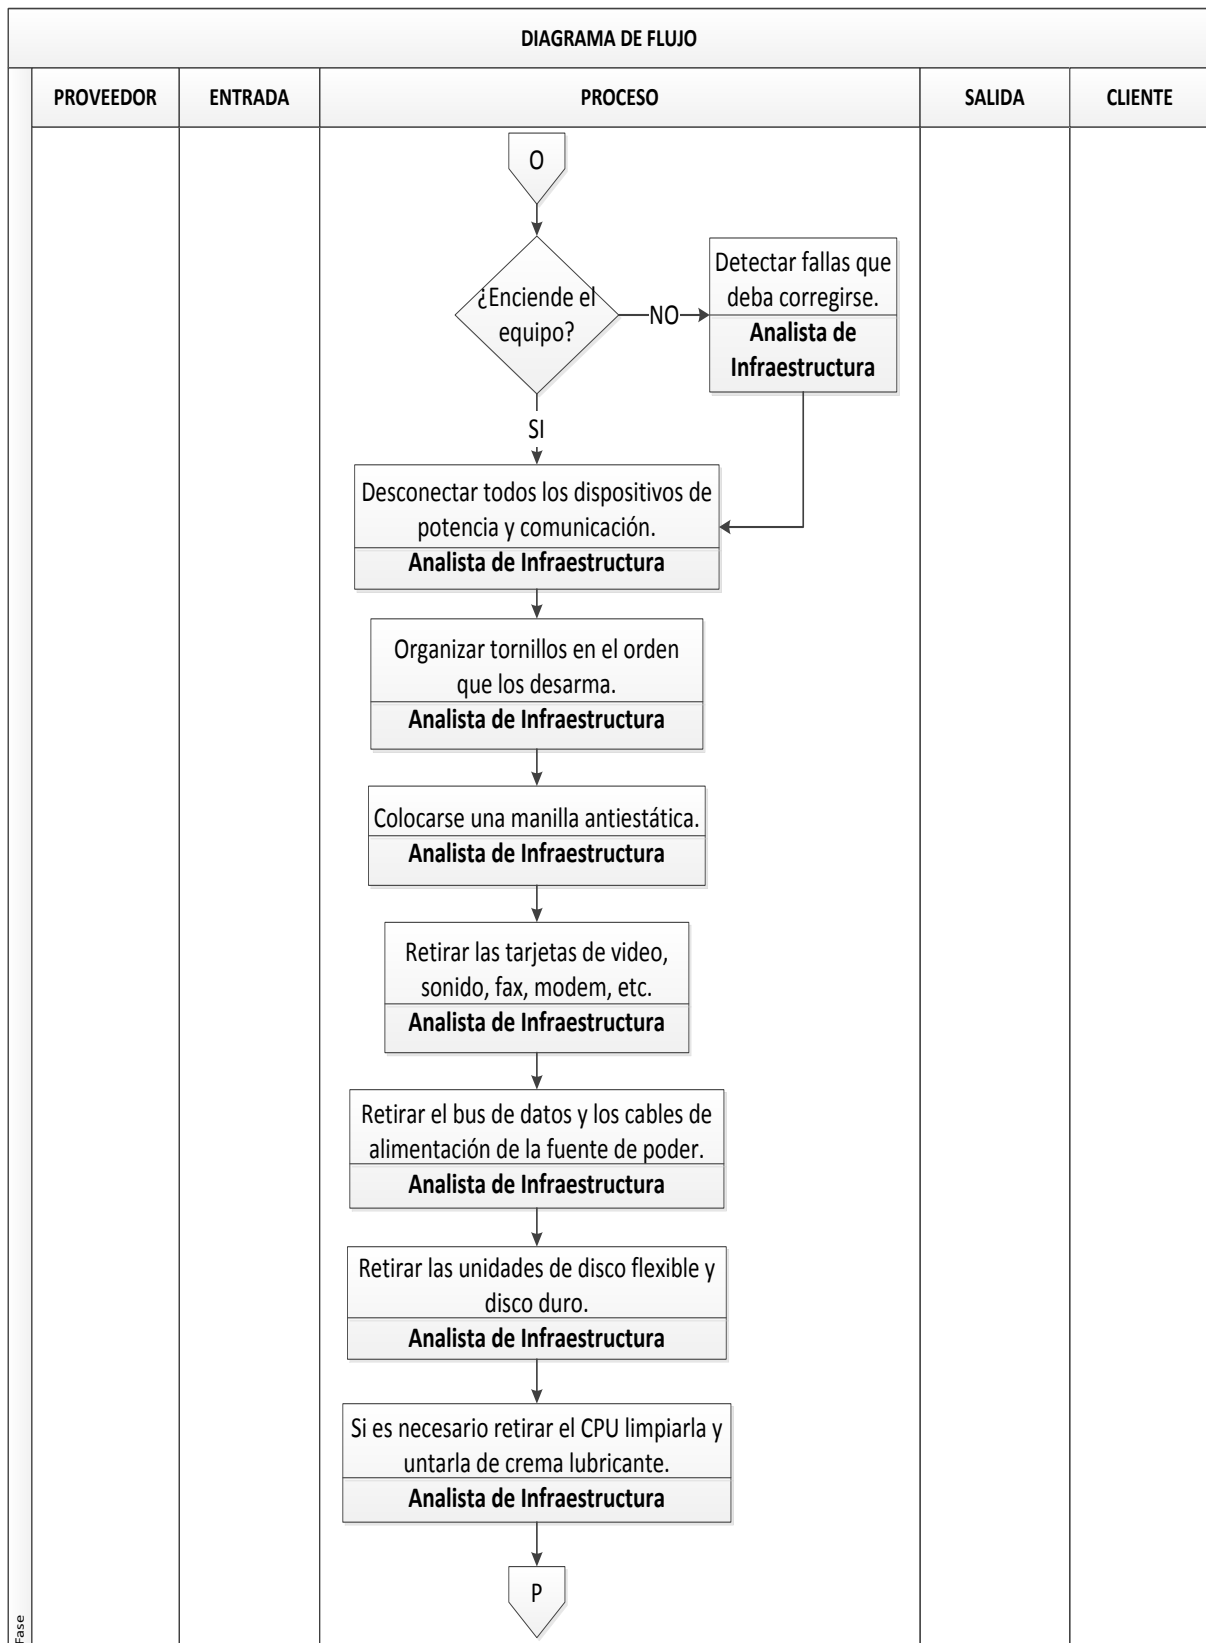 DIAGRAMA DE FLUJO
PROVEEDOR
ENTRADA
PROCESO
SALIDA
CLIENTE
O
¿Enciende el
equipo?
NO
Detectar fallas que
deba corregirse.
Analista de
Infraestructura
SI
Desconectar todos los dispositivos de
potencia y comunicación.
Analista de Infraestructura
Organizar tornillos en el orden
que los desarma.
Analista de Infraestructura
Colocarse una manilla antiestática.
Analista de Infraestructura
Retirar las tarjetas de video,
sonido, fax, modem, etc.
Analista de Infraestructura
Retirar el bus de datos y los cables de
alimentación de la fuente de poder.
Analista de Infraestructura
Retirar las unidades de disco flexible y
disco duro.
Analista de Infraestructura
Si es necesario retirar el CPU limpiarla y
untarla de crema lubricante.
Analista de Infraestructura
P
Fase